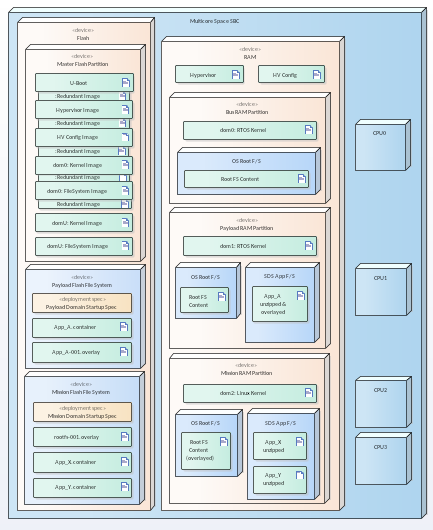 Multicore Space SBC
«device»
Flash
«device»
Master Flash Partition
U-Boot
Redundant Image
Hypervisor Image
Redundant Image
HV Config Image
Redundant Image
dom0: Kernel Image
Redundant Image
dom0: FileSystem Image
Redundant Image
domU: Kernel Image
domU: FileSystem Image
«device»
Payload Flash File System
«deployment spec»
Payload Domain Startup Spec
App_A.container
App_A-001.overlay
«device»
Mission Flash File System
«deployment spec»
Mission Domain Startup Spec
rootfs-001.overlay
App_X.container
App_Y.container
«device»
RAM
Hypervisor
HV Config
«device»
Bus RAM Partition
dom0: RTOS Kernel
OS Root F/S
Root FS Content
«device»
Payload RAM Partition
dom1: RTOS Kernel
OS Root F/S
Root FS
Content
SDS App F/S
App_A
unzipped &
overlayed
«device»
Mission RAM Partition
dom2: Linux Kernel
OS Root F/S
Root FS
Content
(overlayed)
SDS App F/S
App_X
unzipped
App_Y
unzipped
CPU0
CPU1
CPU2
CPU3